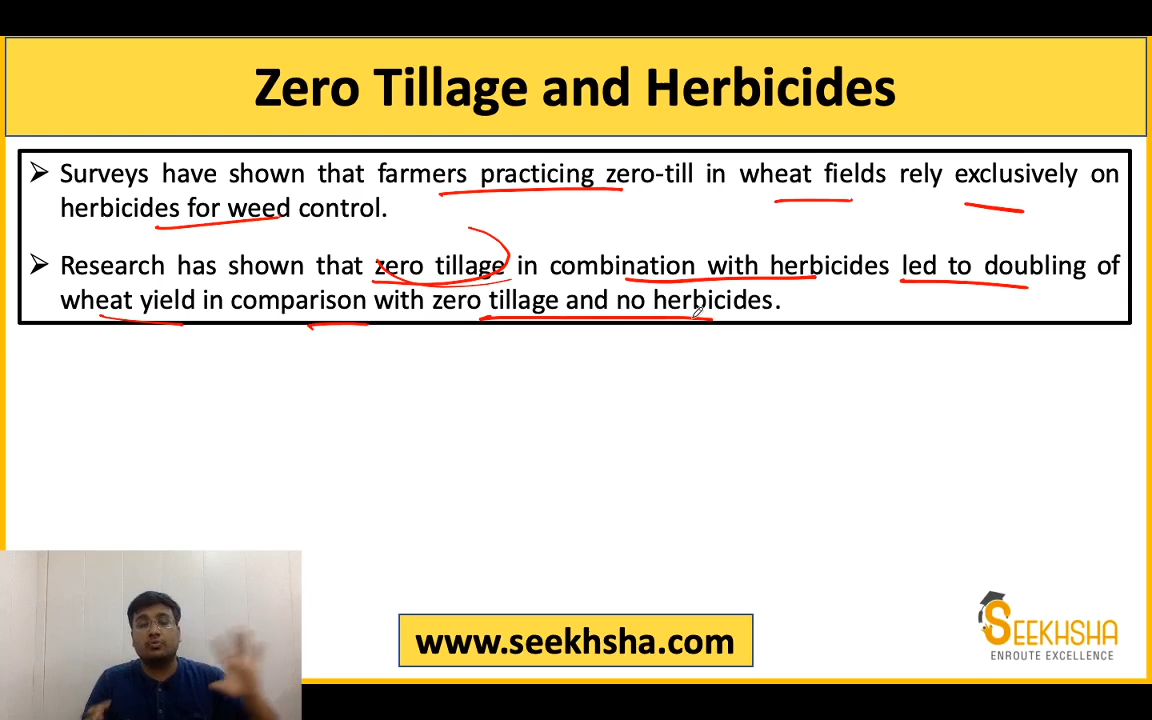 Zero Tillage and Herbicides
➢ Surveys have shown that farmers practicing zero-till in wheat fields rely exclusively on
herbicides for weed control.
➢ Research has shown that zero tillage in combination with herbicides led to doubling of
wheat yield in comparison with zero tillage and no herbicides.
www.seekhsha.com
SEEKHSHA
ENROUTE EXCELLENCE